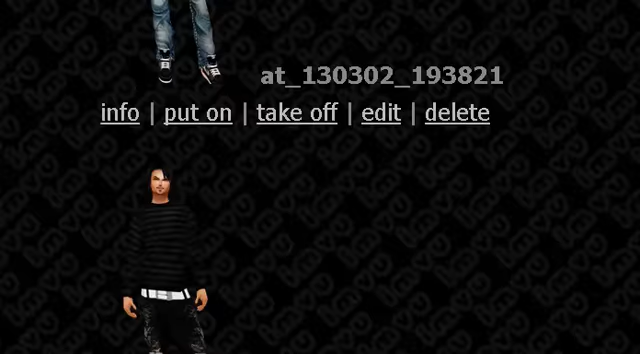 at_130302_193821
info | put on | take off | edit | delete